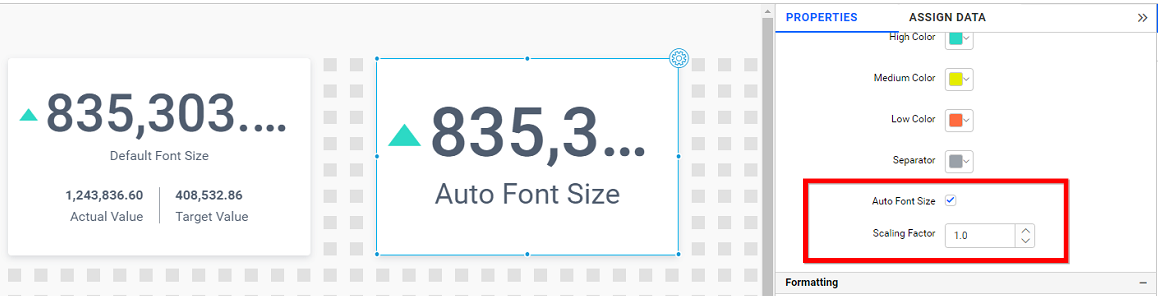 PROPERTIES ASSIGN DATA
High Color
835,303.... 835,3...
Medium Color
Low Color
Default Font Size
Separator
Auto Font Size
1,243,836.60 408,532.86
Actual Value Target Value
Auto Font Size
Scaling Factor 1.0
Formatting